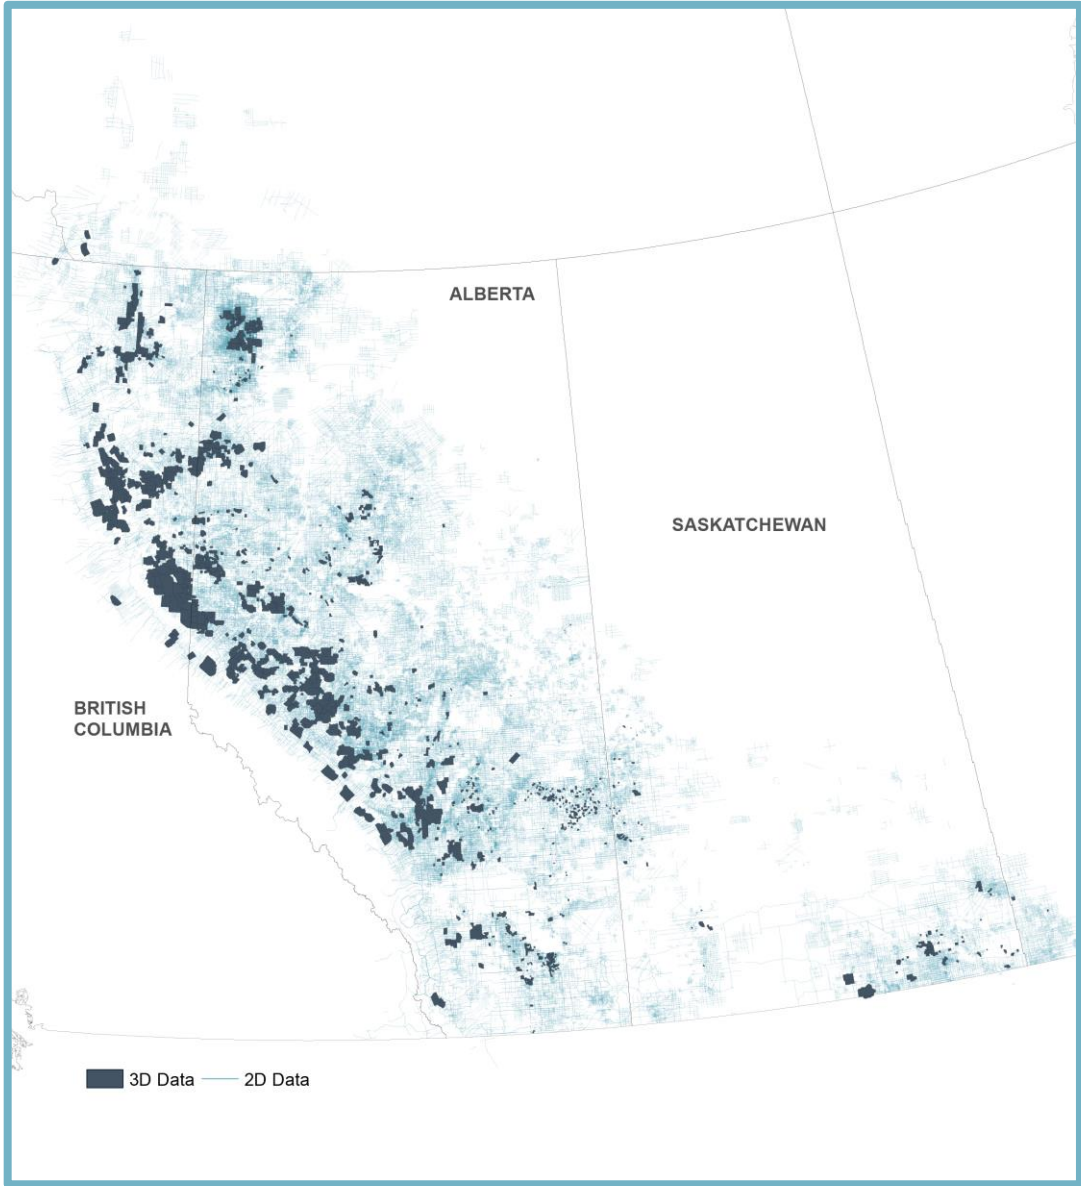 ALBERTA
SASKATCHEWAN
BRITISH
COLUMBIA
3D Data
2D Data